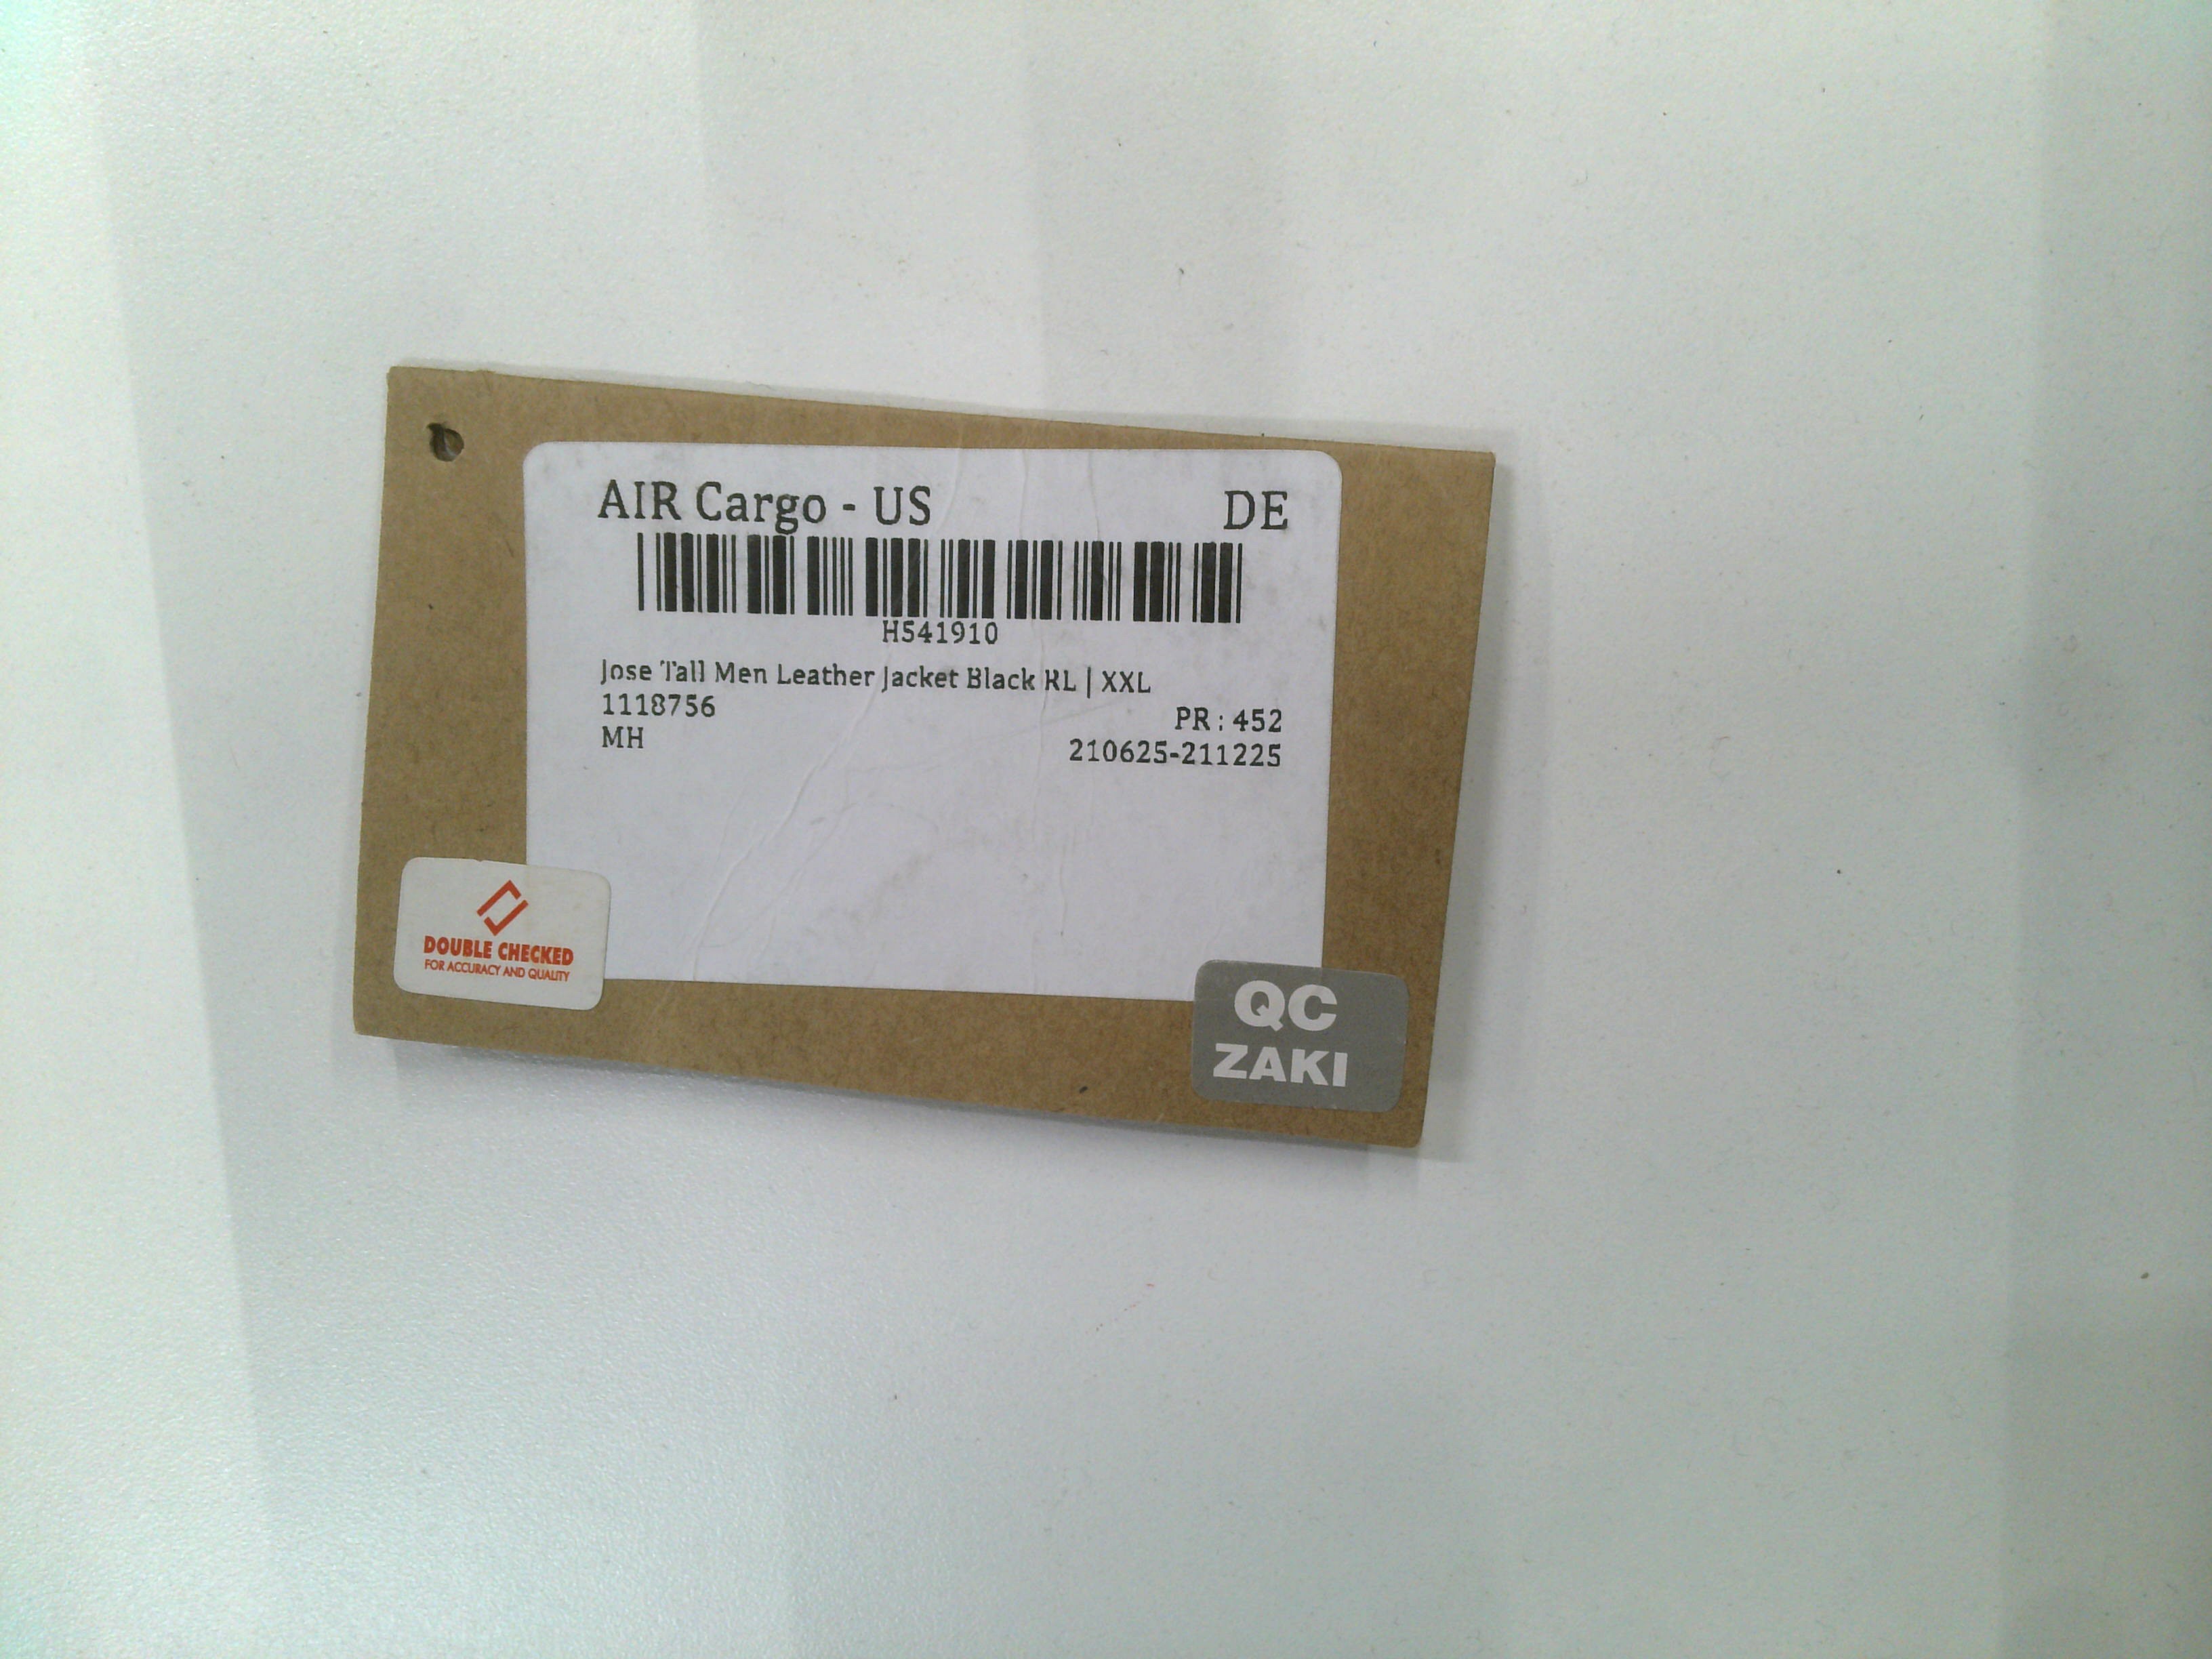 AIR Cargo - US DE
H541910
Jose Tall Men Leather Jacket Black RL | XXL
1118756 PR : 452
MH 210625-211225
DOUBLE CHECKED
FOR ACCURACY AND QUALITY
QC
ZAKI